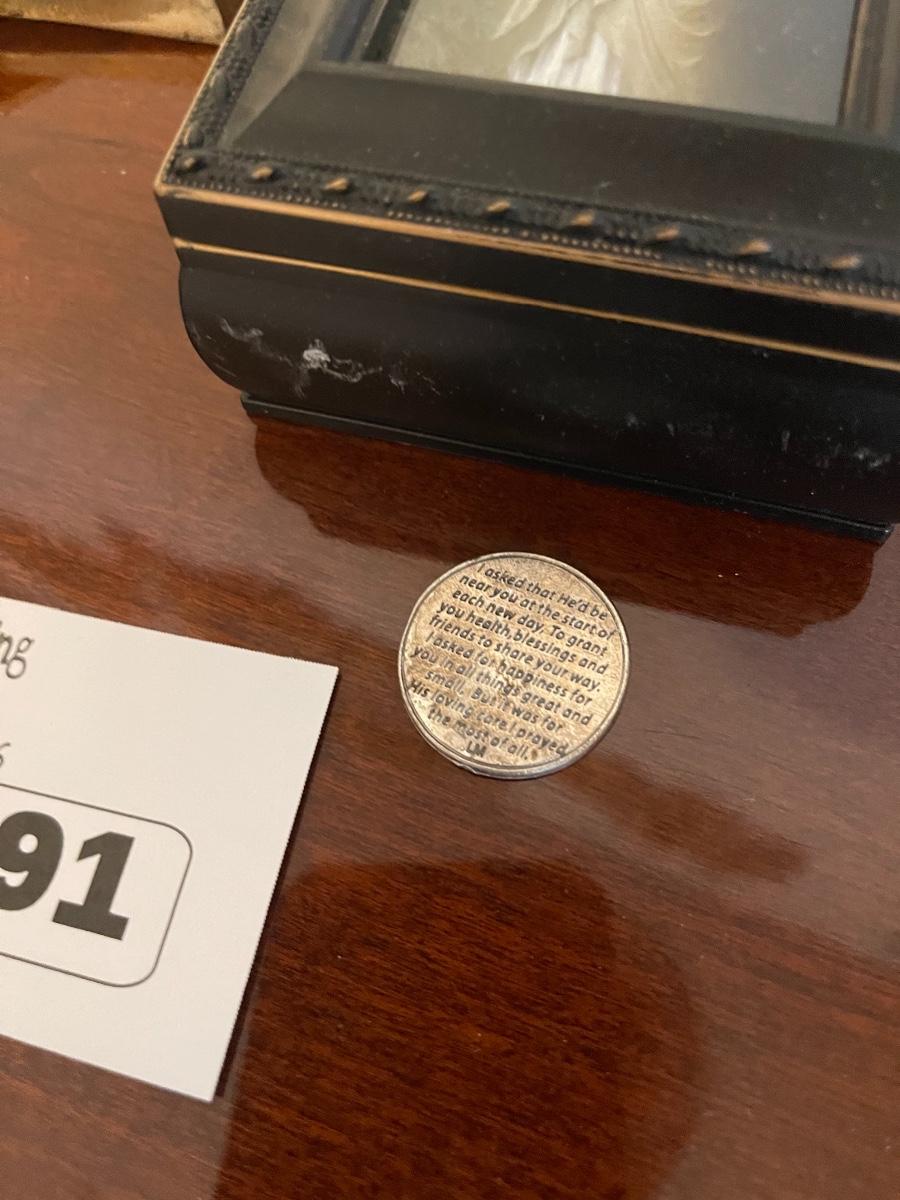 I asked that He'd be
near you at the start of
each new day. To grant
you health, blessings and
friends to share your way.
I asked for happiness for
you in all things great and
small. But it was for
His loving care I prayed
the most of all.
LM
ng
6
91